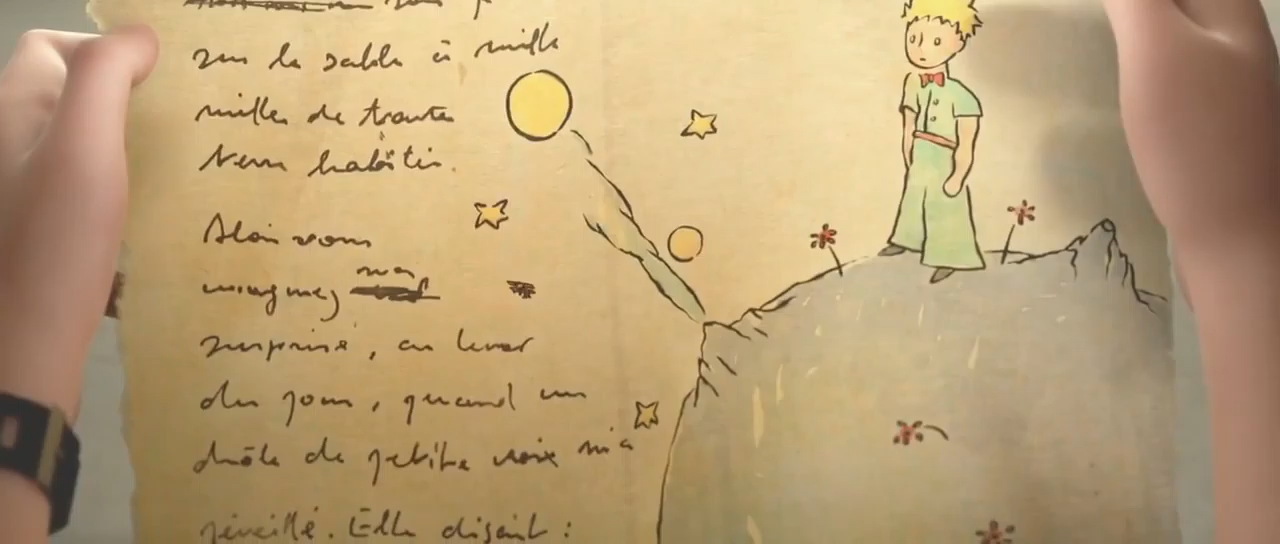 sur le sable à mille
milles de toute
terre habitée.
Alors vous
imaginez ma
surprise, au lever
du jour, quand une
drôle de petite voix m'a
réveillé. Elle disait :